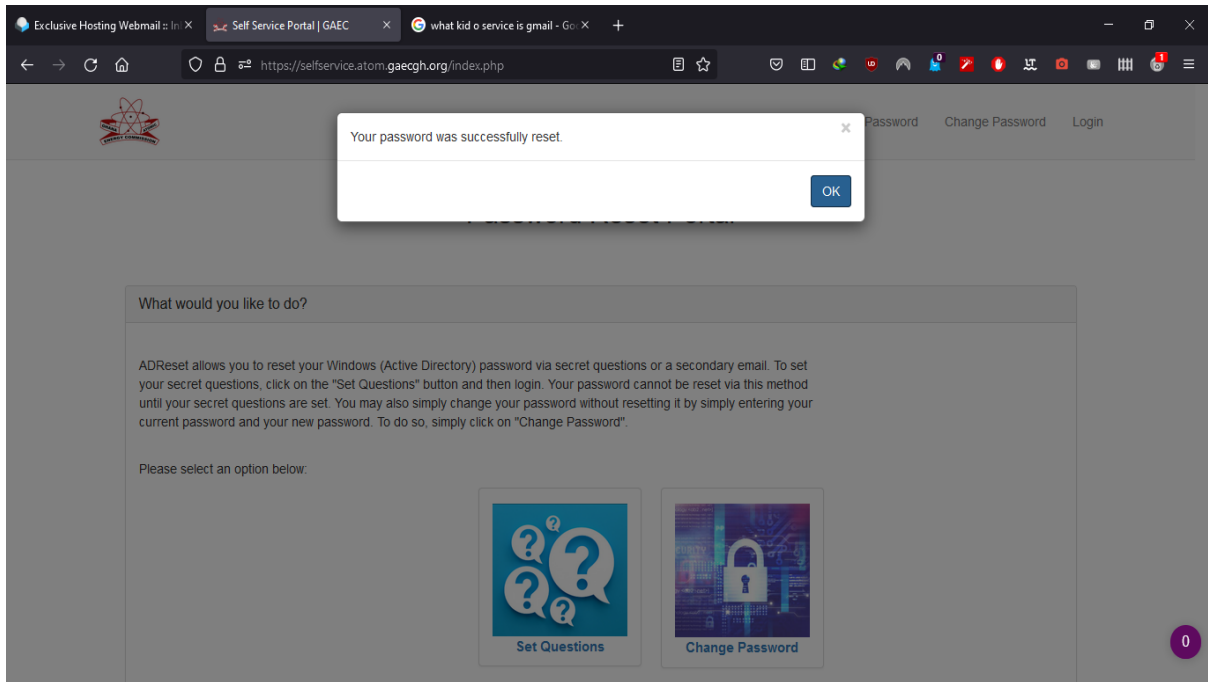 Exclusive Hosting Webmail :: In
Self Service Portal | GAEC
what kid o service is gmail - Goo
https://selfservice.atom.gaecgh.org/index.php
Password Change Password Login
Your password was successfully reset.
OK
What would you like to do?
ADReset allows you to reset your Windows (Active Directory) password via secret questions or a secondary email. To set
your secret questions, click on the "Set Questions" button and then login. Your password cannot be reset via this method
until your secret questions are set. You may also simply change your password without resetting it by simply entering your
current password and your new password. To do so, simply click on "Change Password".
Please select an option below:
Set Questions
Change Password
0